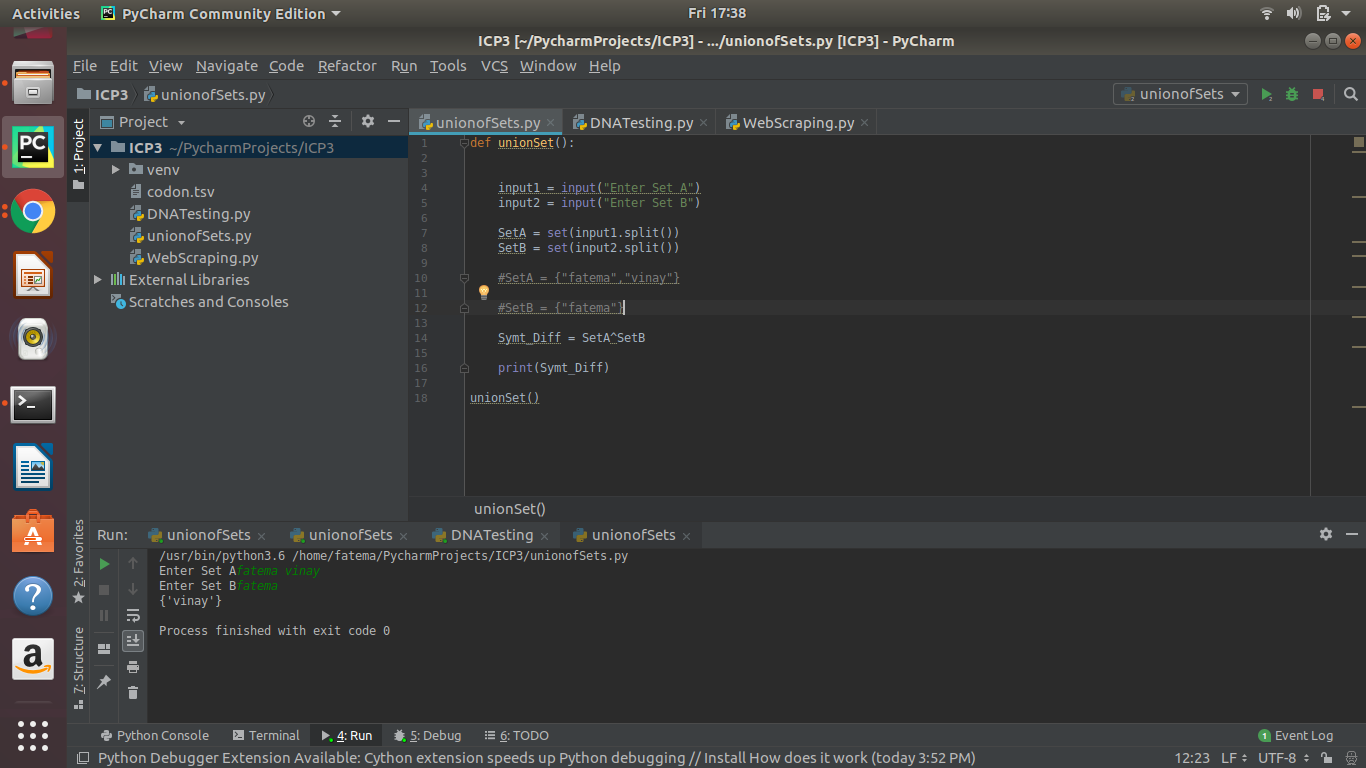 Activities PyCharm Community Edition Fri 17:38
ICP3 [~/PycharmProjects/ICP3] - .../unionofSets.py [ICP3] - PyCharm
File Edit View Navigate Code Refactor Run Tools VCS Window Help
ICP3 unionofSets.py unionofSets
1: Project
Project
ICP3 ~/PycharmProjects/ICP3
venv
codon.tsv
DNATesting.py
unionofSets.py
WebScraping.py
External Libraries
Scratches and Consoles
unionofSets.py DNATesting.py WebScraping.py
1 def unionSet():
2
3
4 input1 = input("Enter Set A")
5 input2 = input("Enter Set B")
6
7 SetA = set(input1.split())
8 SetB = set(input2.split())
9
10 #SetA = {"fatema","vinay"}
11
12 #SetB = {"fatema"}
13
14 Symt_Diff = SetA^SetB
15
16 print(Symt_Diff)
17
18 unionSet()
unionSet()
2: Favorites
7: Structure
Run: unionofSets unionofSets DNATesting unionofSets
/usr/bin/python3.6 /home/fatema/PycharmProjects/ICP3/unionofSets.py
Enter Set Afatema vinay
Enter Set Bfatema
{'vinay'}
Process finished with exit code 0
Python Console Terminal 4: Run 5: Debug 6: TODO 1 Event Log
Python Debugger Extension Available: Cython extension speeds up Python debugging // Install How does it work (today 3:52 PM) 12:23 LF UTF-8